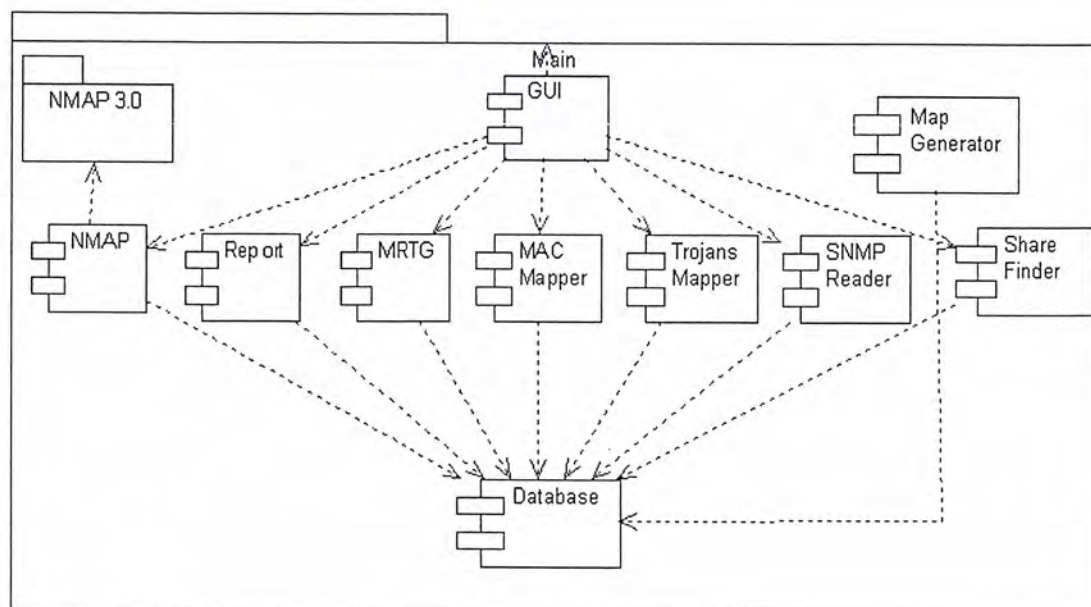 Main
GUI
NMAP 3.0
Map
Generator
NMAP
Report
MRTG
MAC
Mapper
Trojans
Mapper
SNMP
Reader
Share
Finder
Database